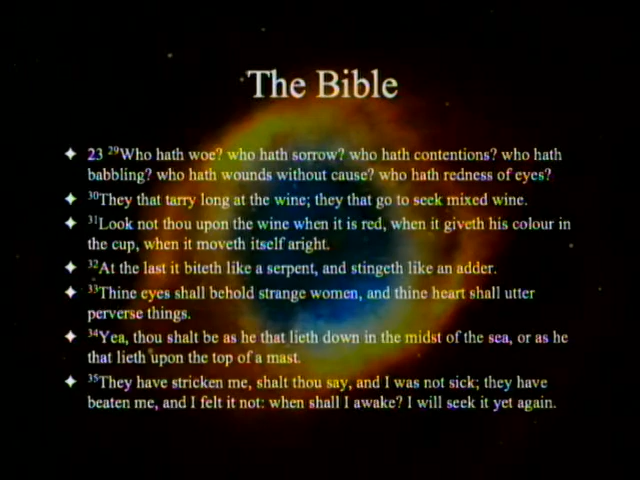 The Bible
23 29Who hath woe? who hath sorrow? who hath contentions? who hath
babbling? who hath wounds without cause? who hath redness of eyes?
30They that tarry long at the wine; they that go to seek mixed wine.
31Look not thou upon the wine when it is red, when it giveth his colour in
the cup, when it moveth itself aright.
32At the last it biteth like a serpent, and stingeth like an adder.
33Thine eyes shall behold strange women, and thine heart shall utter
perverse things.
34Yea, thou shalt be as he that lieth down in the midst of the sea, or as he
that lieth upon the top of a mast.
35They have stricken me, shalt thou say, and I was not sick; they have
beaten me, and I felt it not: when shall I awake? I will seek it yet again.